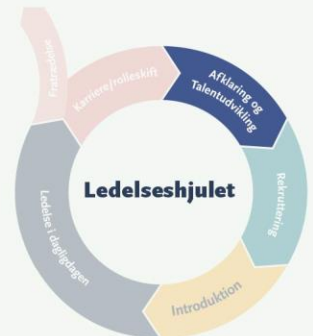 Fratrædelse
Karriere/rolleskift
Afklaring og
Talentudvikling
Ledelseshjulet
Rekruttering
Ledelse i dagligdagen
Introduktion